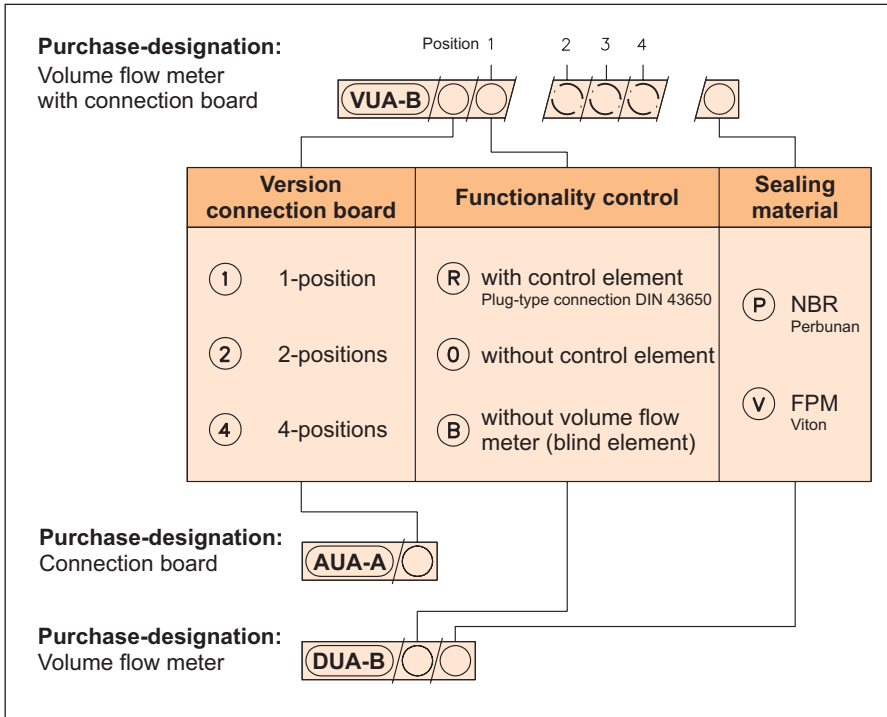 Purchase-designation:
Volume flow meter
with connection board
Position 1 2 3 4
VUA-B
Version
connection board
Functionality control
Sealing
material
1 1-position
2 2-positions
4 4-positions
R with control element
Plug-type connection DIN 43650
0 without control element
B without volume flow
meter (blind element)
P NBR
Perbunan
V FPM
Viton
Purchase-designation:
Connection board
AUA-A
Purchase-designation:
Volume flow meter
DUA-B